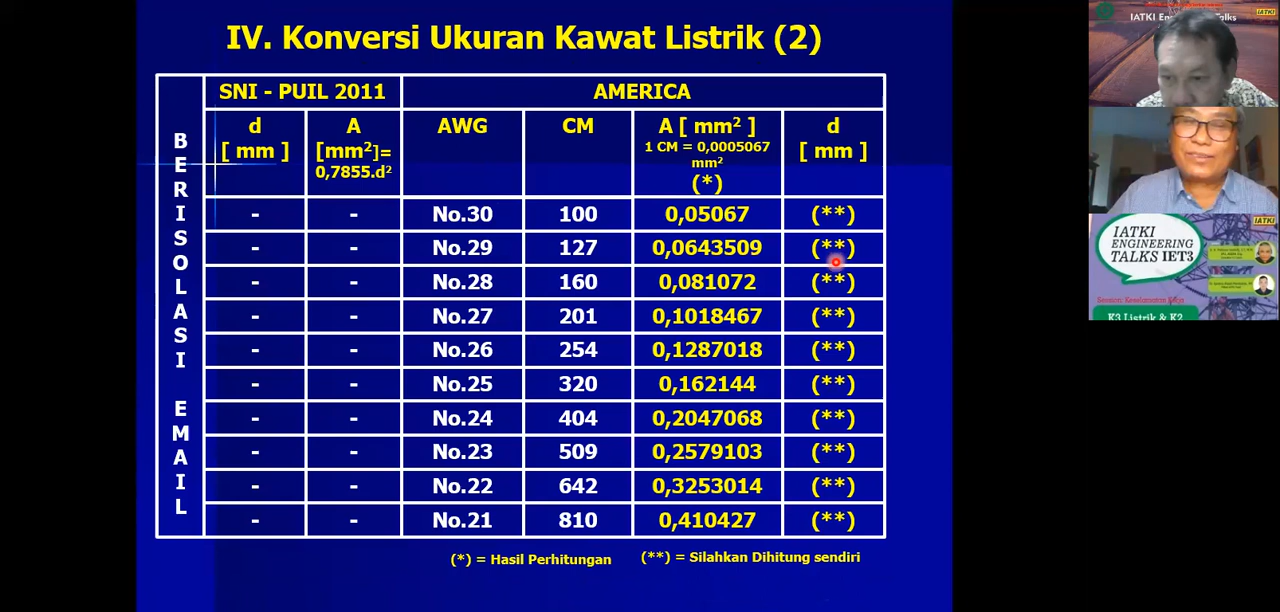 IV. Konversi Ukuran Kawat Listrik (2)
SNI - PUIL 2011 AMERICA
d [ mm ] A [mm²]= 0,7855.d² AWG CM A [ mm² ] 1 CM = 0,0005067 mm² (*) d [ mm ]
BERISOLASI EMAIL
- - No.30 100 0,05067 (**)
- - No.29 127 0,0643509 (**)
- - No.28 160 0,081072 (**)
- - No.27 201 0,1018467 (**)
- - No.26 254 0,1287018 (**)
- - No.25 320 0,162144 (**)
- - No.24 404 0,2047068 (**)
- - No.23 509 0,2579103 (**)
- - No.22 642 0,3253014 (**)
- - No.21 810 0,410427 (**)
(*) = Hasil Perhitungan (**) = Silahkan Dihitung sendiri
IATKI
IATKI
IATKI
ENGINEERING
TALKS IET3
Session: Keselamatan Kerja
K3 Listrik & K2